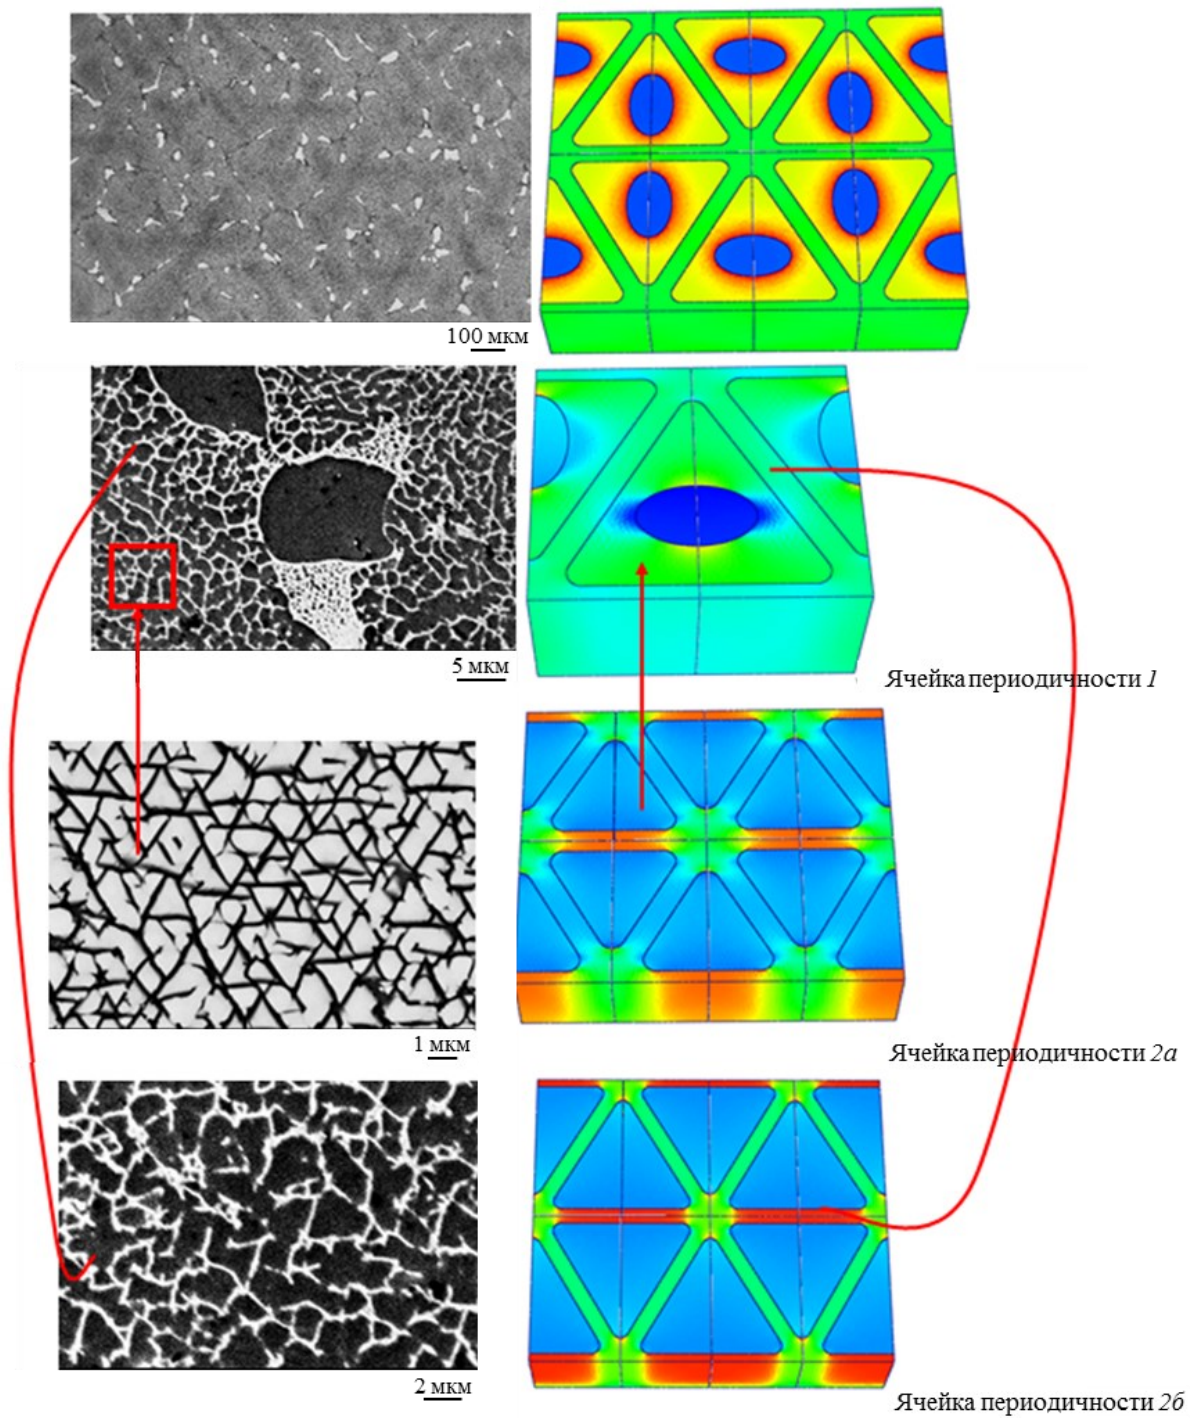 100 мкм
5 мкм
Ячейка периодичности 1
1 мкм
Ячейка периодичности 2а
2 мкм
Ячейка периодичности 2б